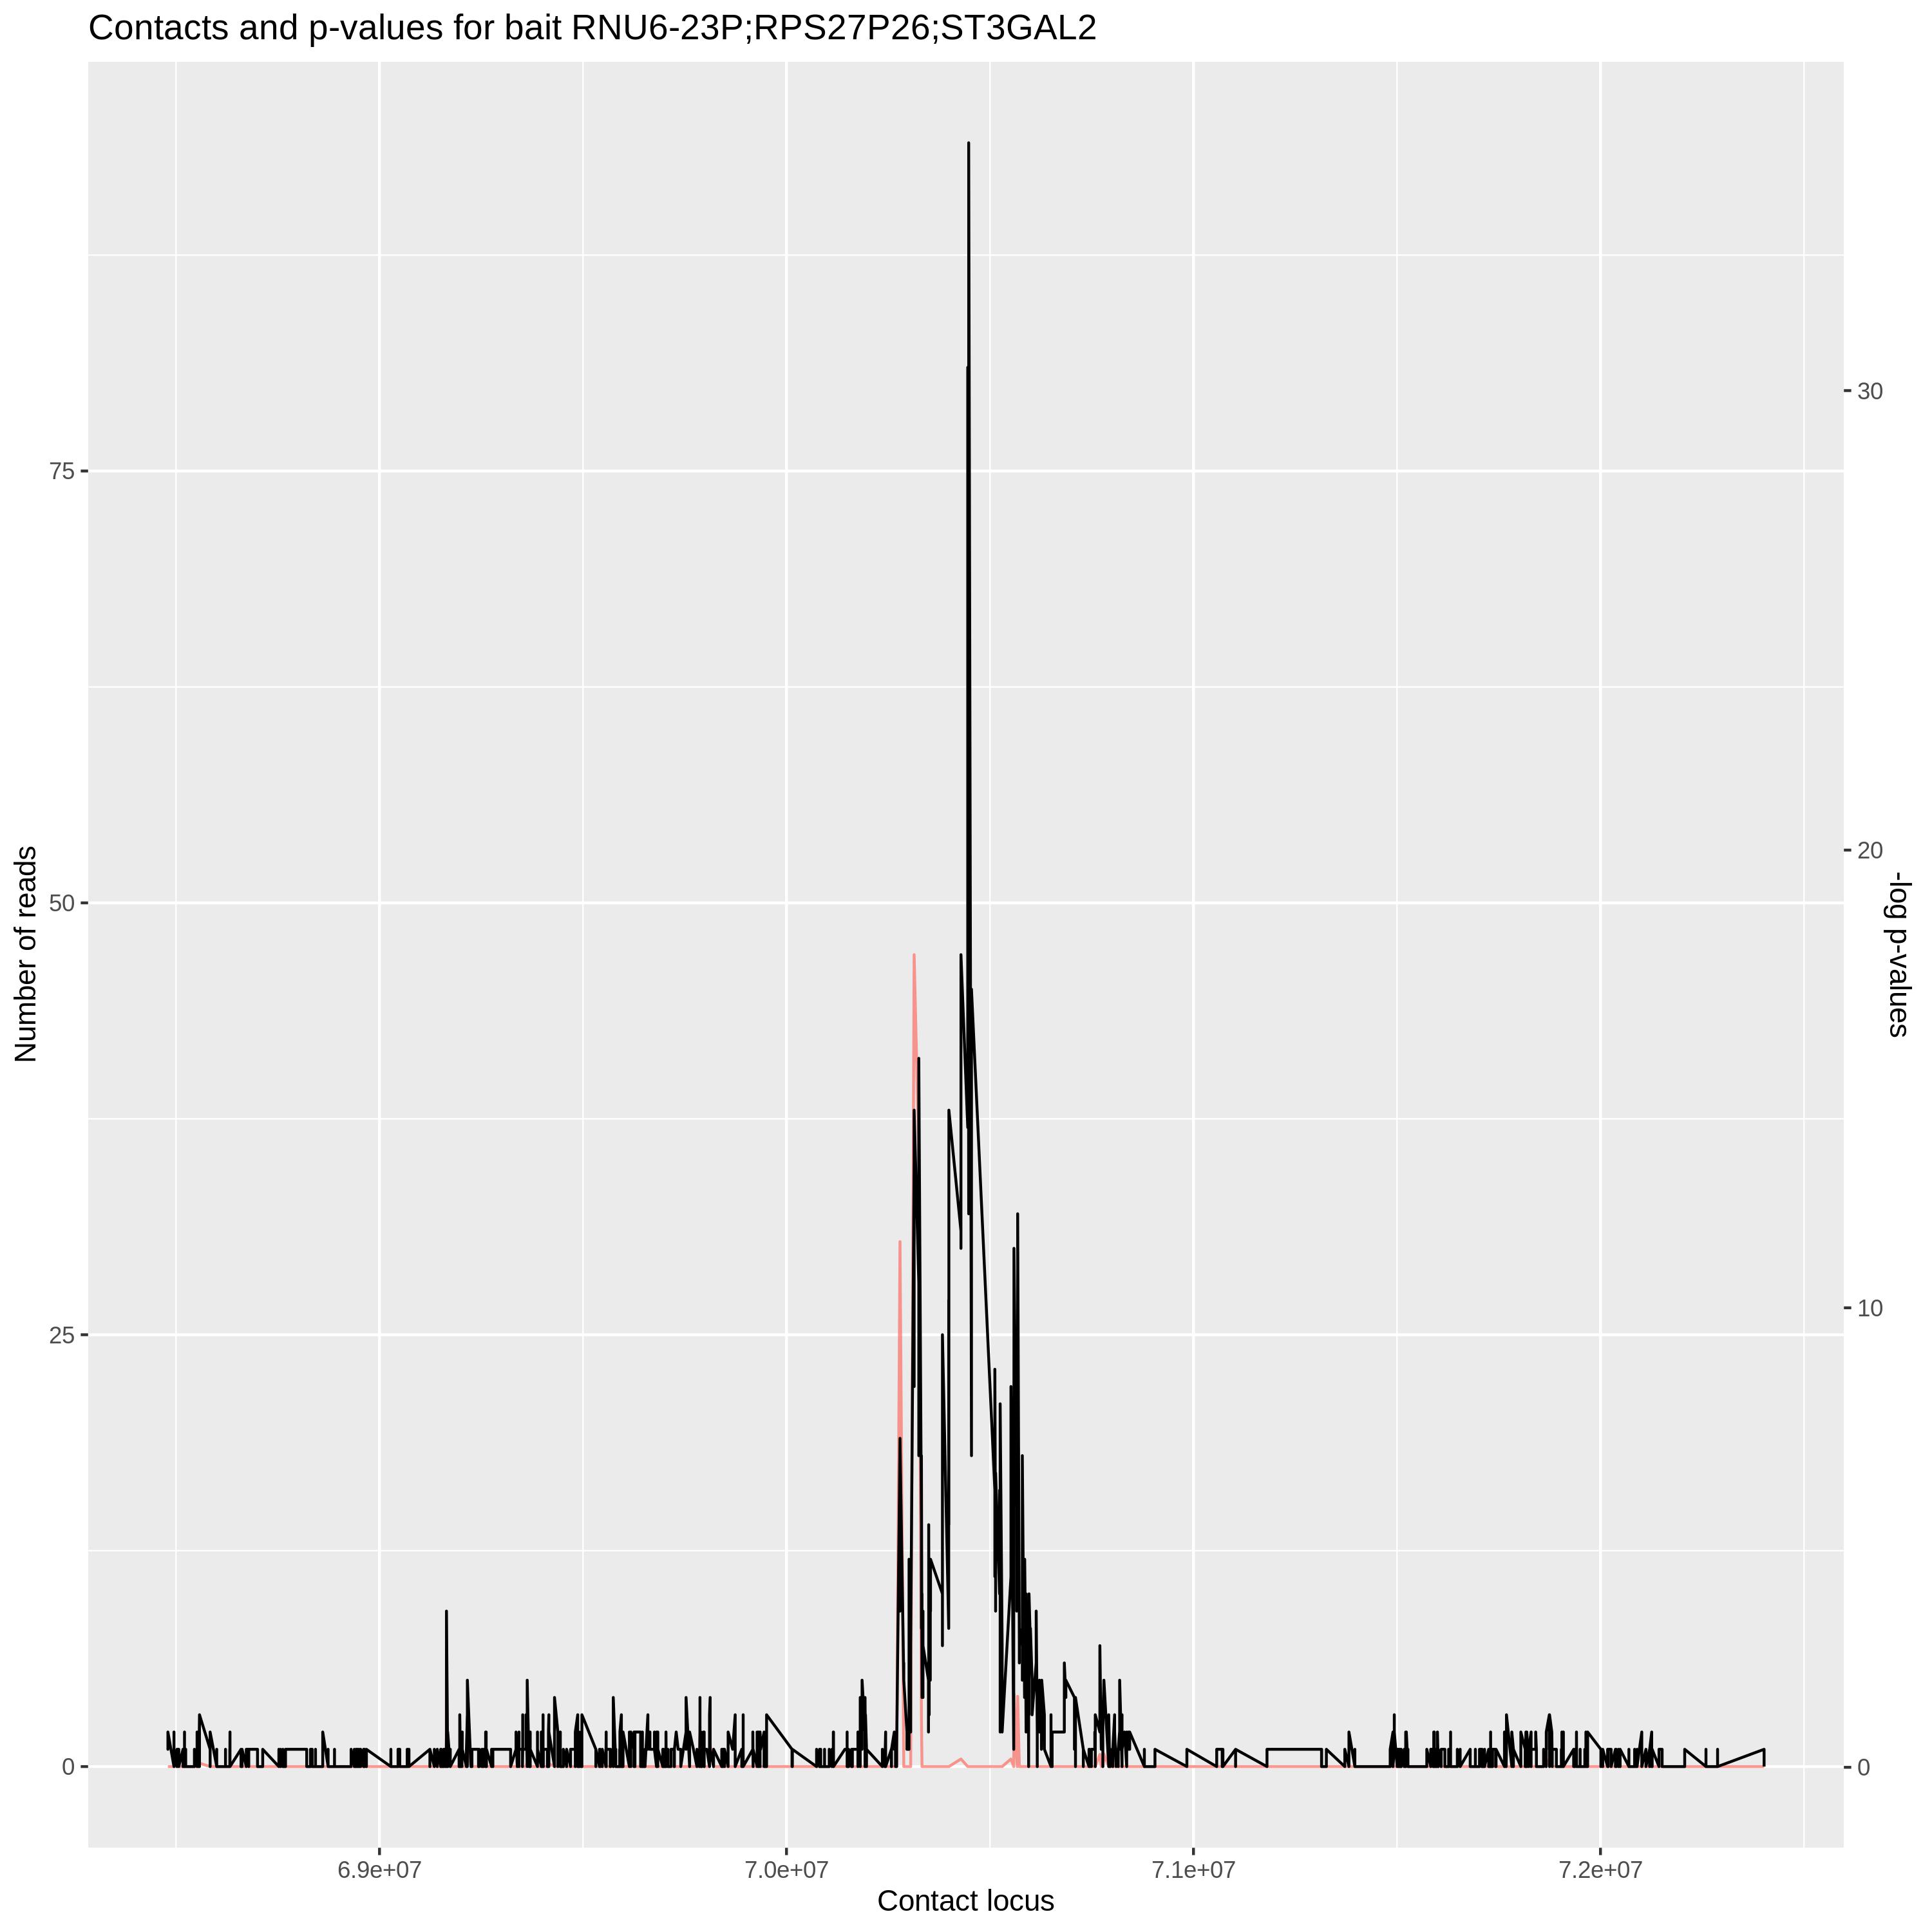 Contacts and p-values for bait RNU6-23P;RPS27P26;ST3GAL2
75
50
25
0
Number of reads
30
20
10
0
-log p-values
6.9e+07
7.0e+07
7.1e+07
7.2e+07
Contact locus